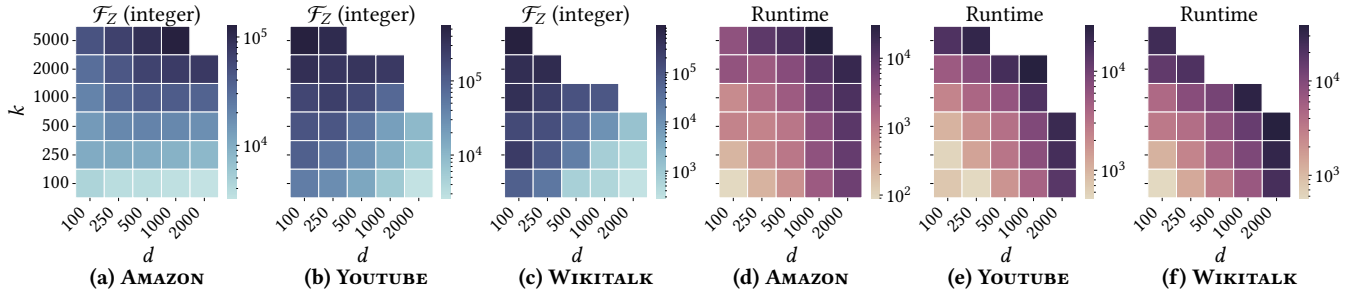 𝓕_Z (integer)
𝓕_Z (integer)
𝓕_Z (integer)
Runtime
Runtime
Runtime
k
5000
2000
1000
500
250
100
10^5
10^4
10^5
10^4
10^5
10^4
10^3
10^4
10^3
10^2
10^4
10^3
10^4
10^3
100 250 500 1000 2000
100 250 500 1000 2000
100 250 500 1000 2000
100 250 500 1000 2000
100 250 500 1000 2000
100 250 500 1000 2000
d d d d d d
(a) AMAZON
(b) YOUTUBE
(c) WIKITALK
(d) AMAZON
(e) YOUTUBE
(f) WIKITALK